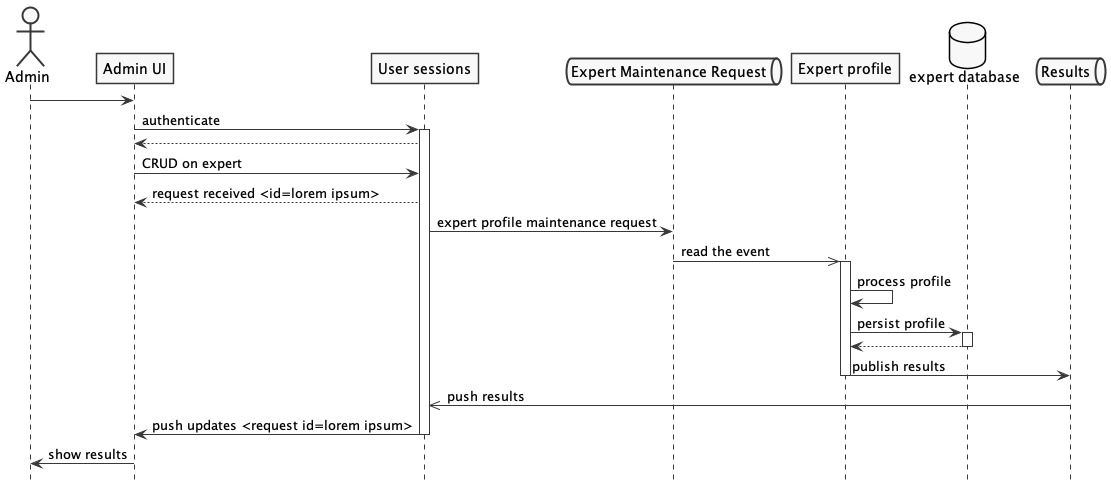 Admin
Admin UI
User sessions
Expert Maintenance Request
Expert profile
expert database
Results
authenticate
CRUD on expert
request received <id=lorem ipsum>
expert profile maintenance request
read the event
process profile
persist profile
publish results
push results
push updates <request id=lorem ipsum>
show results